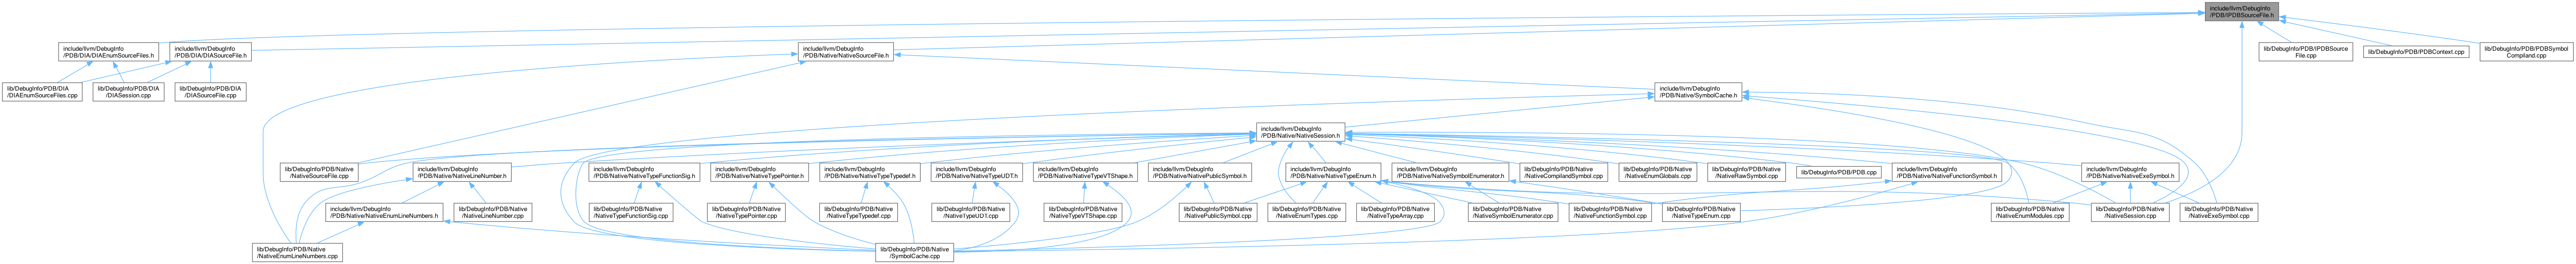 include/llvm/DebugInfo
/PDB/IPDBSourceFile.h
include/llvm/DebugInfo
/PDB/DIA/DIAEnumSourceFiles.h
include/llvm/DebugInfo
/PDB/DIA/DIASourceFile.h
include/llvm/DebugInfo
/PDB/Native/NativeSourceFile.h
lib/DebugInfo/PDB/IPDBSource
File.cpp
lib/DebugInfo/PDB/PDBContext.cpp
lib/DebugInfo/PDB/PDBSymbol
Compiland.cpp
lib/DebugInfo/PDB/DIA
/DIAEnumSourceFiles.cpp
lib/DebugInfo/PDB/DIA
/DIASession.cpp
lib/DebugInfo/PDB/DIA
/DIASourceFile.cpp
include/llvm/DebugInfo
/PDB/Native/SymbolCache.h
include/llvm/DebugInfo
/PDB/Native/NativeSession.h
lib/DebugInfo/PDB/Native
/NativeSourceFile.cpp
include/llvm/DebugInfo
/PDB/Native/NativeLineNumber.h
include/llvm/DebugInfo
/PDB/Native/NativeTypeFunctionSig.h
include/llvm/DebugInfo
/PDB/Native/NativeTypePointer.h
include/llvm/DebugInfo
/PDB/Native/NativeTypeTypedef.h
include/llvm/DebugInfo
/PDB/Native/NativeTypeUDT.h
include/llvm/DebugInfo
/PDB/Native/NativeTypeVTShape.h
include/llvm/DebugInfo
/PDB/Native/NativePublicSymbol.h
include/llvm/DebugInfo
/PDB/Native/NativeTypeEnum.h
include/llvm/DebugInfo
/PDB/Native/NativeSymbolEnumerator.h
lib/DebugInfo/PDB/Native
/NativeCompilandSymbol.cpp
lib/DebugInfo/PDB/Native
/NativeEnumGlobals.cpp
lib/DebugInfo/PDB/Native
/NativeRawSymbol.cpp
lib/DebugInfo/PDB/PDB.cpp
include/llvm/DebugInfo
/PDB/Native/NativeFunctionSymbol.h
include/llvm/DebugInfo
/PDB/Native/NativeExeSymbol.h
include/llvm/DebugInfo
/PDB/Native/NativeEnumLineNumbers.h
lib/DebugInfo/PDB/Native
/NativeLineNumber.cpp
lib/DebugInfo/PDB/Native
/NativeTypeFunctionSig.cpp
lib/DebugInfo/PDB/Native
/NativeTypePointer.cpp
lib/DebugInfo/PDB/Native
/NativeTypeTypedef.cpp
lib/DebugInfo/PDB/Native
/NativeTypeUDT.cpp
lib/DebugInfo/PDB/Native
/NativeTypeVTShape.cpp
lib/DebugInfo/PDB/Native
/NativePublicSymbol.cpp
lib/DebugInfo/PDB/Native
/NativeEnumTypes.cpp
lib/DebugInfo/PDB/Native
/NativeTypeArray.cpp
lib/DebugInfo/PDB/Native
/NativeSymbolEnumerator.cpp
lib/DebugInfo/PDB/Native
/NativeFunctionSymbol.cpp
lib/DebugInfo/PDB/Native
/NativeTypeEnum.cpp
lib/DebugInfo/PDB/Native
/NativeEnumModules.cpp
lib/DebugInfo/PDB/Native
/NativeSession.cpp
lib/DebugInfo/PDB/Native
/NativeExeSymbol.cpp
lib/DebugInfo/PDB/Native
/NativeEnumLineNumbers.cpp
lib/DebugInfo/PDB/Native
/SymbolCache.cpp